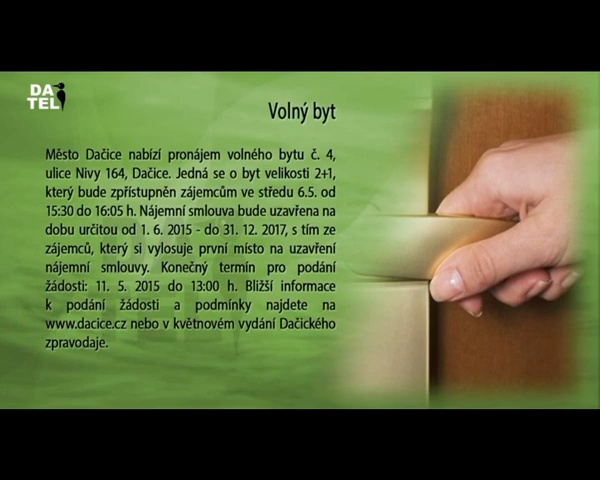 DA
TEL
Volný byt
Město Dačice nabízí pronájem volného bytu č. 4,
ulice Nivy 164, Dačice. Jedná se o byt velikosti 2+1,
který bude zpřístupněn zájemcům ve středu 6.5. od
15:30 do 16:05 h. Nájemní smlouva bude uzavřena na
dobu určitou od 1. 6. 2015 - do 31. 12. 2017, s tím ze
zájemců, který si vylosuje první místo na uzavření
nájemní smlouvy. Konečný termín pro podání
žádosti: 11. 5. 2015 do 13:00 h. Bližší informace
k podání žádosti a podmínky najdete na
www.dacice.cz nebo v květnovém vydání Dačického
zpravodaje.